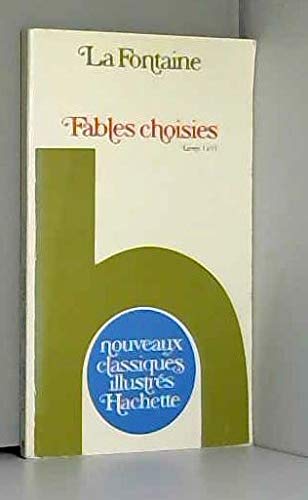 La Fontaine
Fables choisies
nouveaux
classiques
illustrés
Hachette